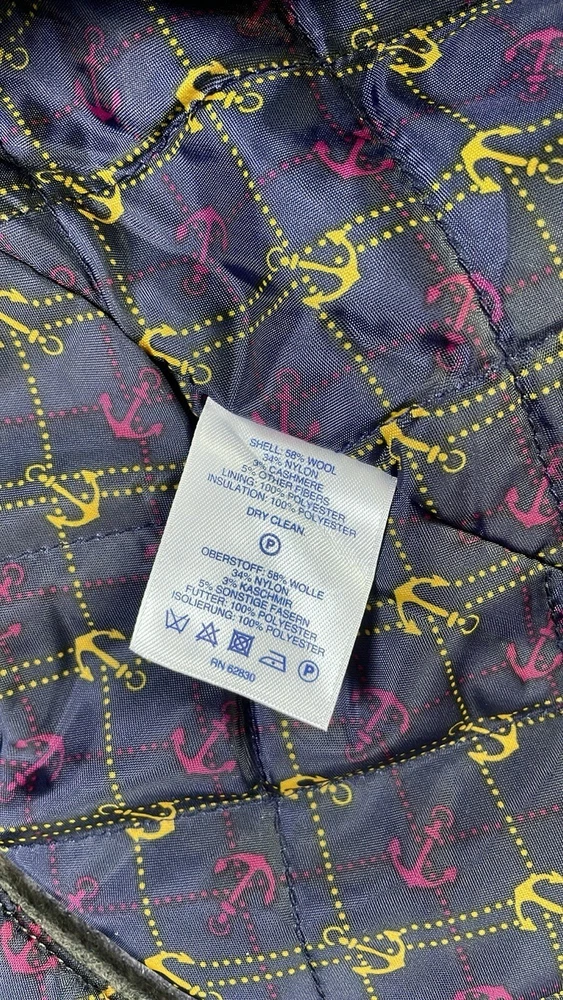 SHELL: 58% WOOL
34% NYLON
3% CASHMERE
5% OTHER FIBERS
LINING: 100% POLYESTER
INSULATION: 100% POLYESTER
DRY CLEAN
P
OBERSTOFF: 58% WOLLE
34% NYLON
3% KASCHMIR
5% SONSTIGE FASERN
FUTTER: 100% POLYESTER
ISOLIERUNG: 100% POLYESTER
P
RN 62830